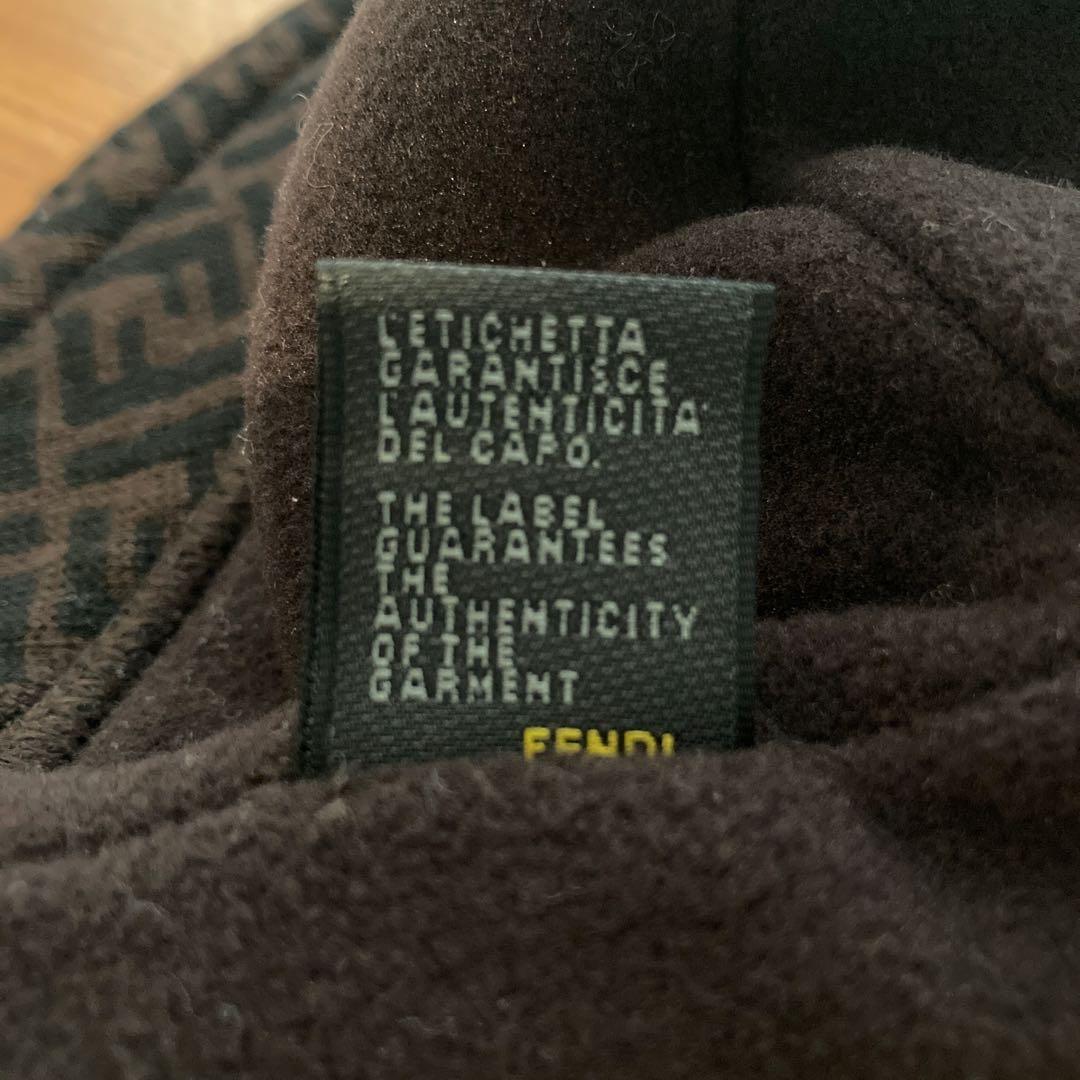 L'ETICHETTA
GARANTISCE
L'AUTENTICITA'
DEL CAPO.
THE LABEL
GUARANTEES
THE
AUTHENTICITY
OF THE
GARMENT
FENDI